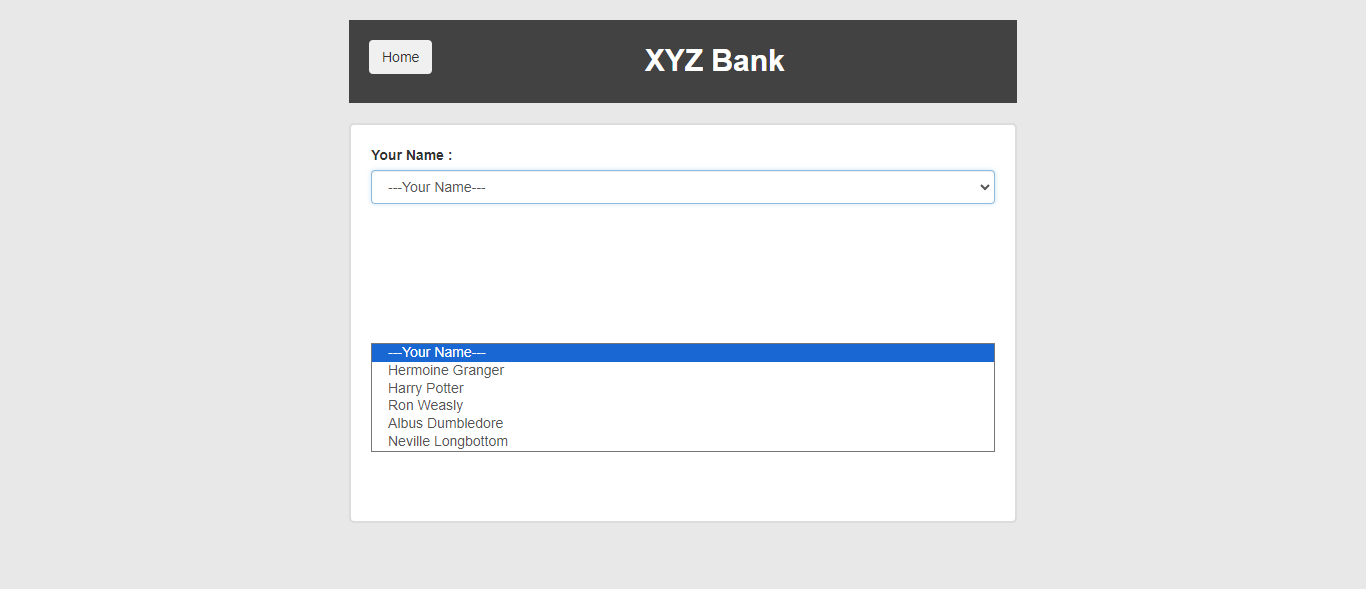 Home
XYZ Bank
Your Name :
---Your Name---
---Your Name---
Hermoine Granger
Harry Potter
Ron Weasly
Albus Dumbledore
Neville Longbottom